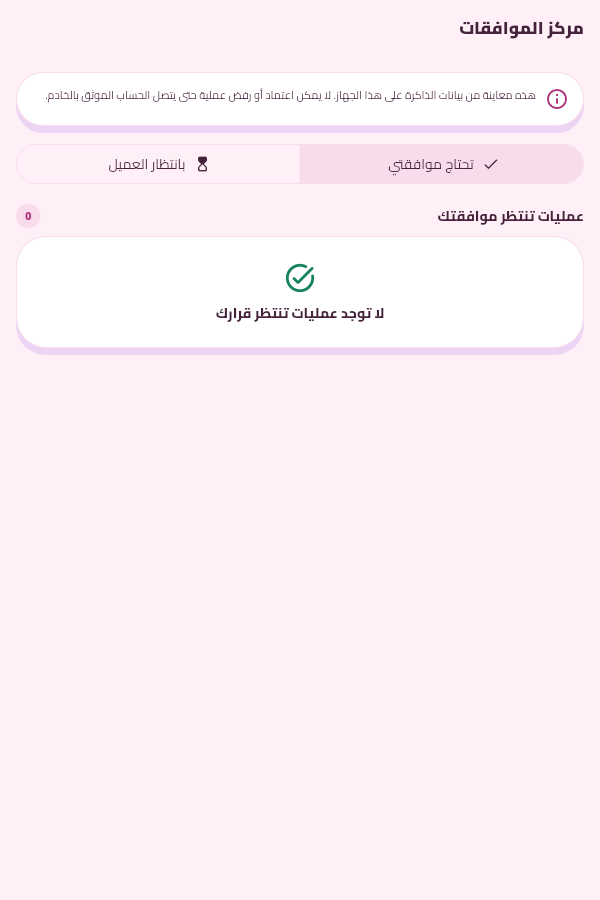 مركز الموافقات
هذه معاينة من بيانات الذاكرة على هذا الجهاز. لا يمكن اعتماد أو رفض عملية حتى يتصل الحساب الموثق بالخادم.
تحتاج موافقتي
بانتظار العميل
عمليات تنتظر موافقتك
0
لا توجد عمليات تنتظر قرارك